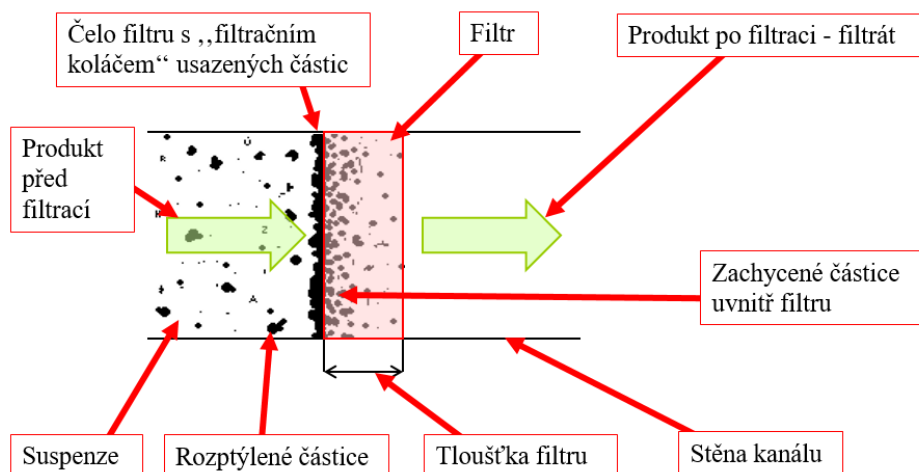 Čelo filtru s ,,filtračním
koláčem“ usazených částic
Filtr
Produkt po filtraci - filtrát
Produkt
před
filtrací
Zachycené částice
uvnitř filtru
Suspenze
Rozptýlené částice
Tloušťka filtru
Stěna kanálu